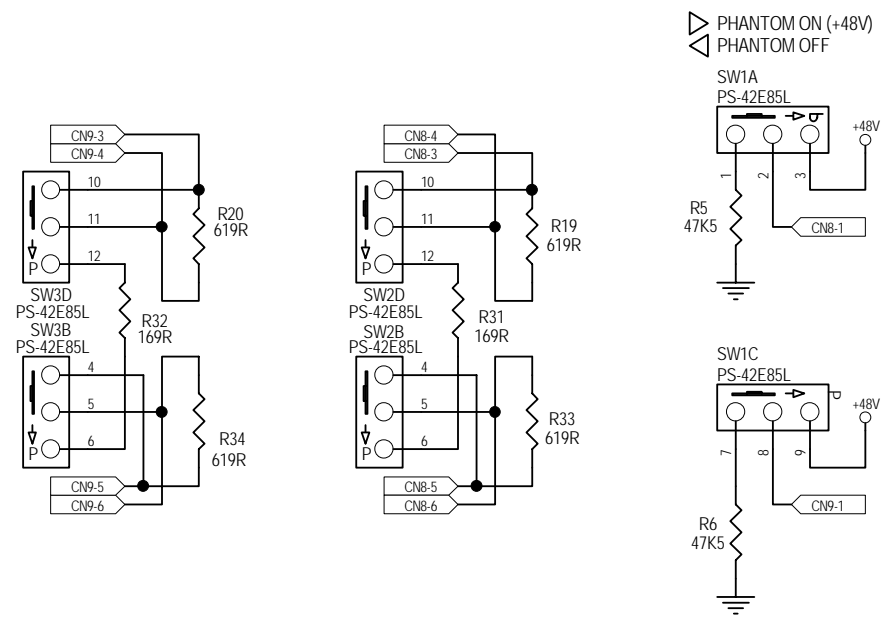 PHANTOM ON (+48V)
PHANTOM OFF
CN9-3
CN9-4
10
11
12
P
R20
619R
SW3D
PS-42E85L
R32
169R
SW3B
PS-42E85L
4
5
6
P
R34
619R
CN9-5
CN9-6
CN8-4
CN8-3
10
11
12
P
R19
619R
SW2D
PS-42E85L
R31
169R
SW2B
PS-42E85L
4
5
6
P
R33
619R
CN8-5
CN8-6
SW1A
PS-42E85L
P
+48V
1
2
3
R5
47K5
CN8-1
SW1C
PS-42E85L
P
+48V
7
8
9
R6
47K5
CN9-1